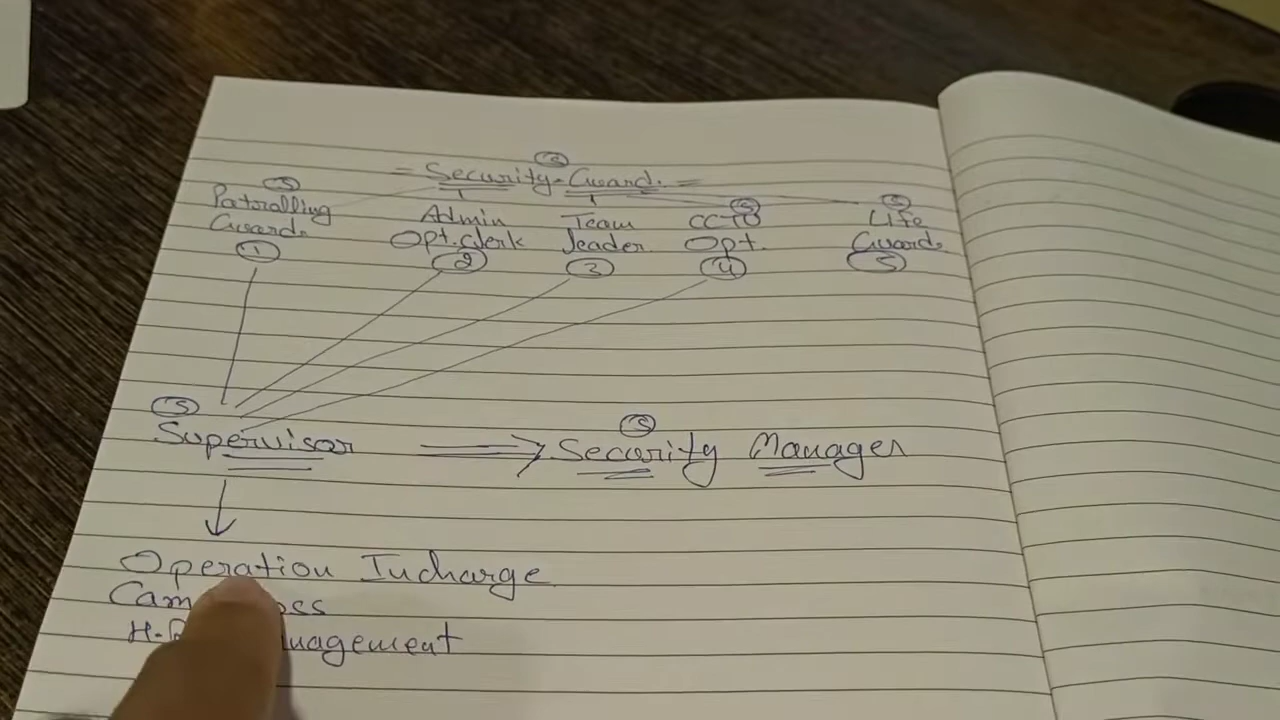 S
= Security Guard. =
S
Patrolling
Guard.
1
Admin
Opt. Clerk
2
Team
Leader
3
S
CCTV
Opt.
4
S
Life
Guard.
5
S
Supervisor
S
Security Manager
Operation Incharge
Cam